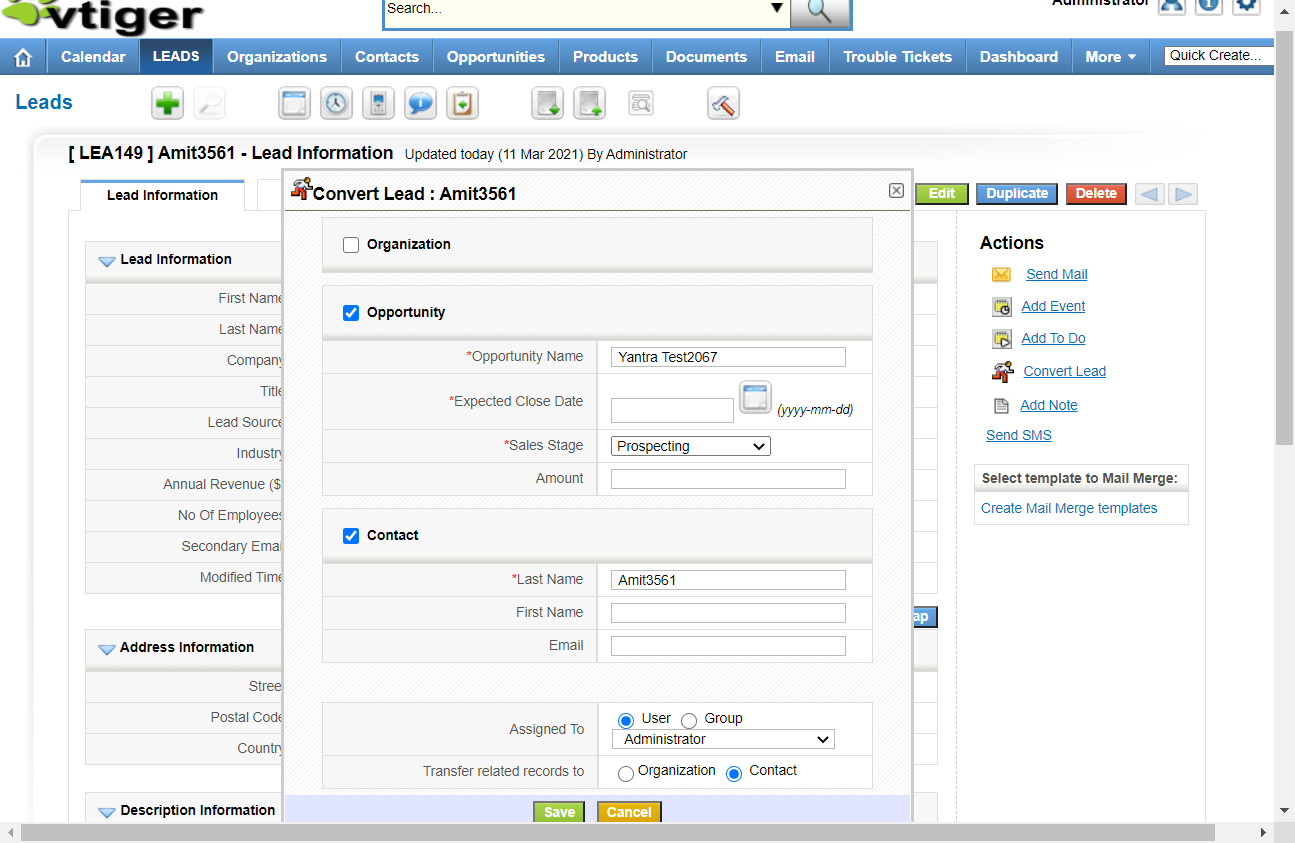 vtiger
Search...
Administrator
Calendar LEADS Organizations Contacts Opportunities Products Documents Email Trouble Tickets Dashboard More Quick Create...
Leads
[ LEA149 ] Amit3561 - Lead Information Updated today (11 Mar 2021) By Administrator
Lead Information
Convert Lead : Amit3561
Edit Duplicate Delete
Organization
Opportunity
*Opportunity Name Yantra Test2067
*Expected Close Date (yyyy-mm-dd)
*Sales Stage Prospecting
Amount
Contact
*Last Name Amit3561
First Name
Email
Assigned To User Group
Administrator
Transfer related records to Organization Contact
Save Cancel
Lead Information
First Name
Last Name
Company
Title
Lead Source
Industry
Annual Revenue ($
No Of Employees
Secondary Emai
Modified Time
ap
Address Information
Stree
Postal Code
Country
Description Information
Actions
Send Mail
Add Event
Add To Do
Convert Lead
Add Note
Send SMS
Select template to Mail Merge:
Create Mail Merge templates